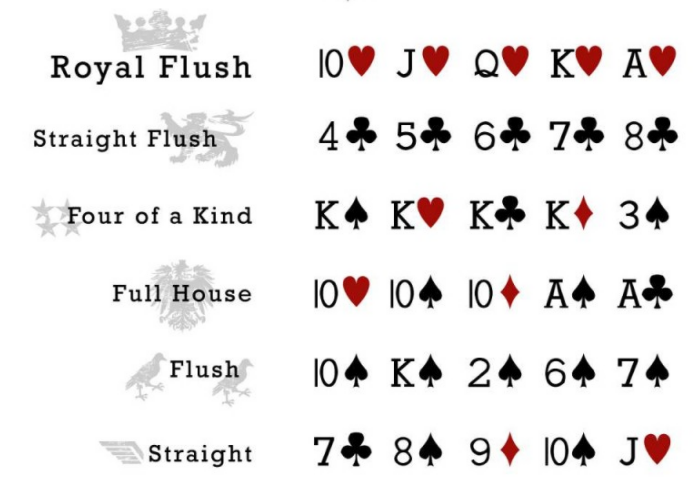 Royal Flush 10♥ J♥ Q♥ K♥ A♥
Straight Flush 4♣ 5♣ 6♣ 7♣ 8♣
Four of a Kind K♠ K♥ K♣ K♦ 3♠
Full House 10♥ 10♠ 10♦ A♠ A♣
Flush 10♠ K♠ 2♠ 6♠ 7♠
Straight 7♣ 8♠ 9♦ 10♠ J♥